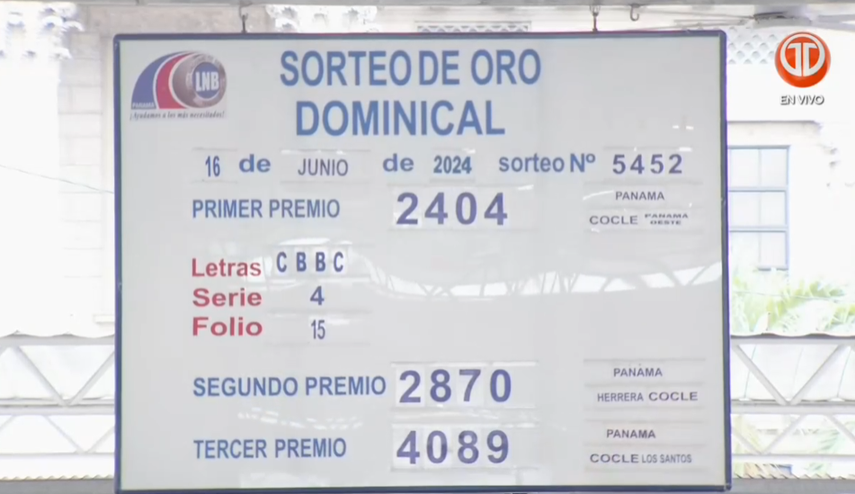 EN VIVO
LNB
PANAMÁ
¡Ayudamos a los más necesitados!
SORTEO DE ORO
DOMINICAL
16 de JUNIO de 2024 sorteo Nº 5452
PRIMER PREMIO 2404 PANAMA
COCLE PANAMA OESTE
Letras C B B C
Serie 4
Folio 15
SEGUNDO PREMIO 2870 PANAMA
HERRERA COCLE
TERCER PREMIO 4089 PANAMA
COCLE LOS SANTOS